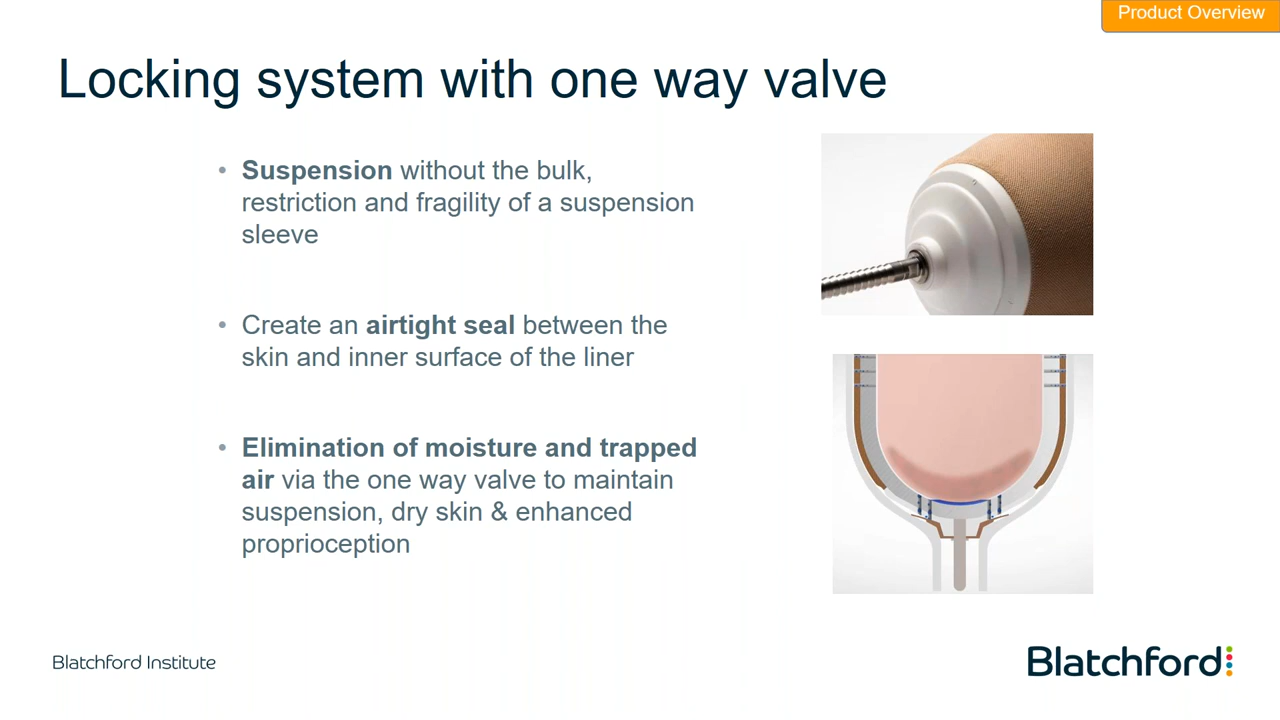 Product Overview
Locking system with one way valve
• Suspension without the bulk,
restriction and fragility of a suspension
sleeve
• Create an airtight seal between the
skin and inner surface of the liner
• Elimination of moisture and trapped
air via the one way valve to maintain
suspension, dry skin & enhanced
proprioception
Blatchford Institute
Blatchford